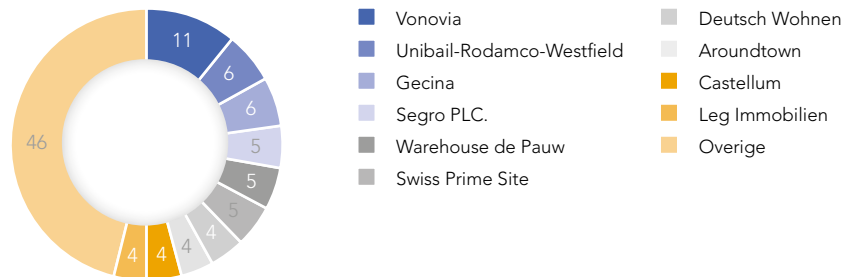 11
6
6
5
5
5
4
4
4
4
46
Vonovia
Unibail-Rodamco-Westfield
Gecina
Segro PLC.
Warehouse de Pauw
Swiss Prime Site
Deutsch Wohnen
Aroundtown
Castellum
Leg Immobilien
Overige